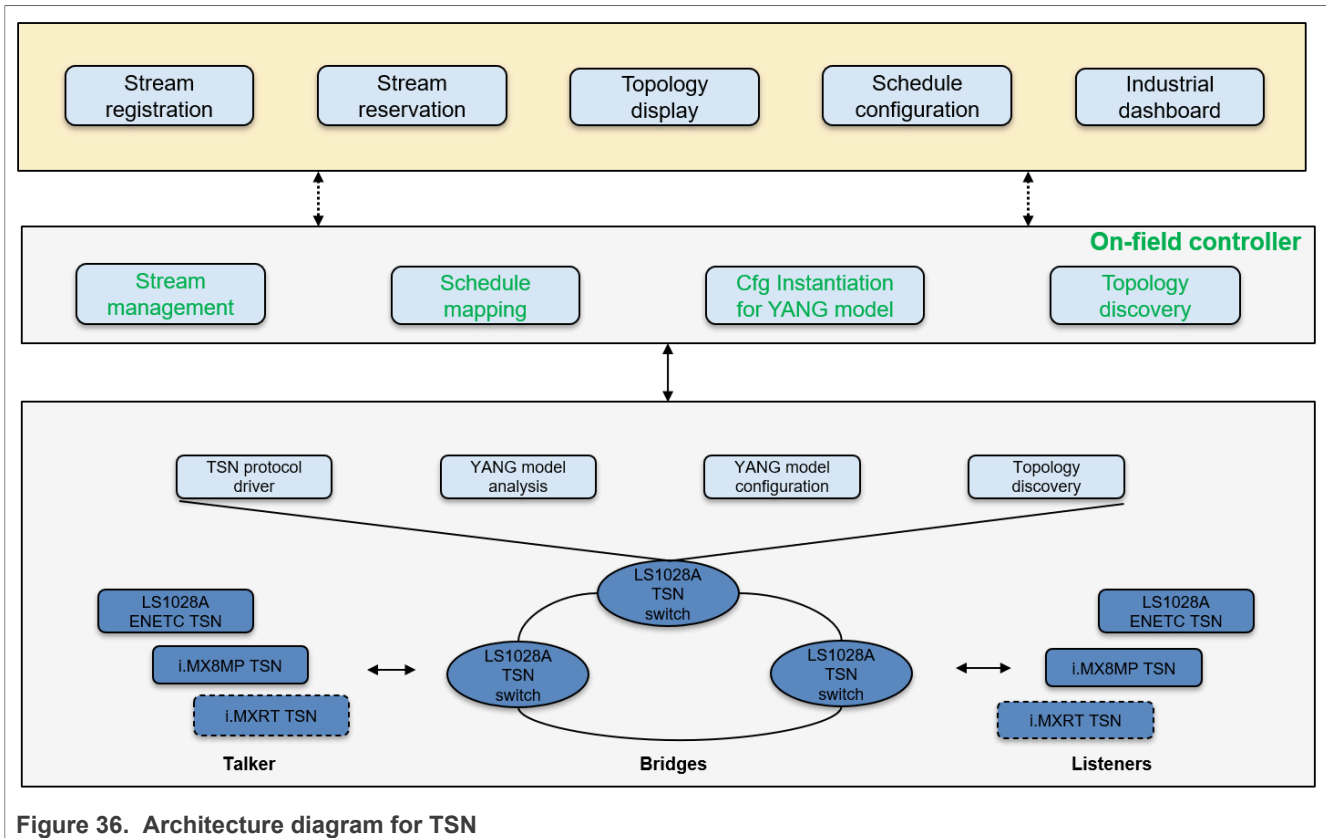 Stream
registration
Stream
reservation
Topology
display
Schedule
configuration
Industrial
dashboard
On-field controller
Stream
management
Schedule
mapping
Cfg Instantiation
for YANG model
Topology
discovery
TSN protocol
driver
YANG model
analysis
YANG model
configuration
Topology
discovery
LS1028A
TSN
switch
LS1028A
ENETC TSN
i.MX8MP TSN
i.MXRT TSN
LS1028A
TSN
switch
LS1028A
TSN
switch
LS1028A
ENETC TSN
i.MX8MP TSN
i.MXRT TSN
Talker
Bridges
Listeners
Figure 36. Architecture diagram for TSN